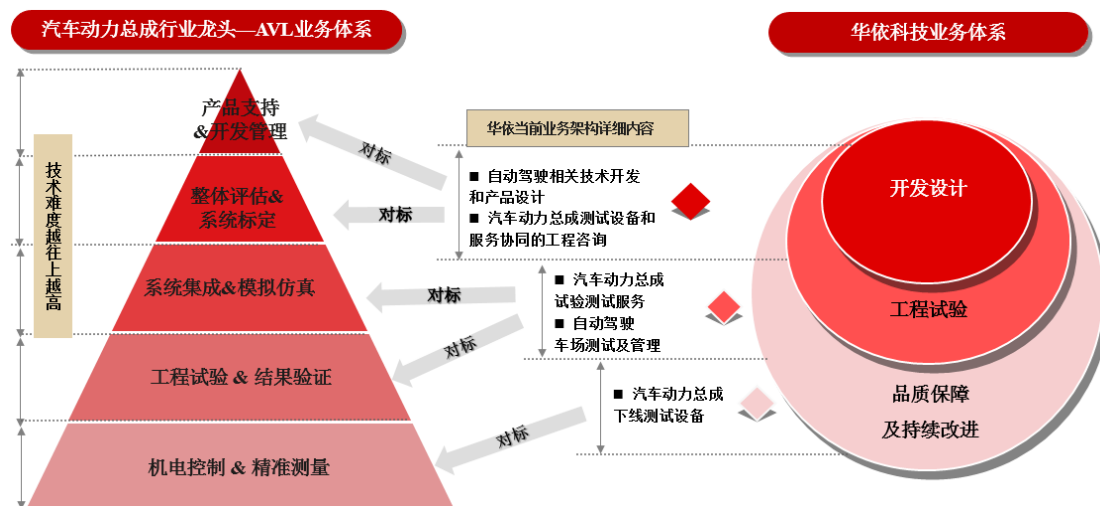 汽车动力总成行业龙头—AVL业务体系
华依科技业务体系
技术难度越往上越高
产品支持
&开发管理
整体评估&
系统标定
系统集成&模拟仿真
工程试验 & 结果验证
机电控制 & 精准测量
对标
对标
对标
对标
对标
华依当前业务架构详细内容
■ 自动驾驶相关技术开发
和产品设计
■ 汽车动力总成测试设备和
服务协同的工程咨询
■ 汽车动力总成
试验测试服务
■ 自动驾驶
车场测试及管理
■ 汽车动力总成
下线测试设备
开发设计
工程试验
品质保障
及持续改进